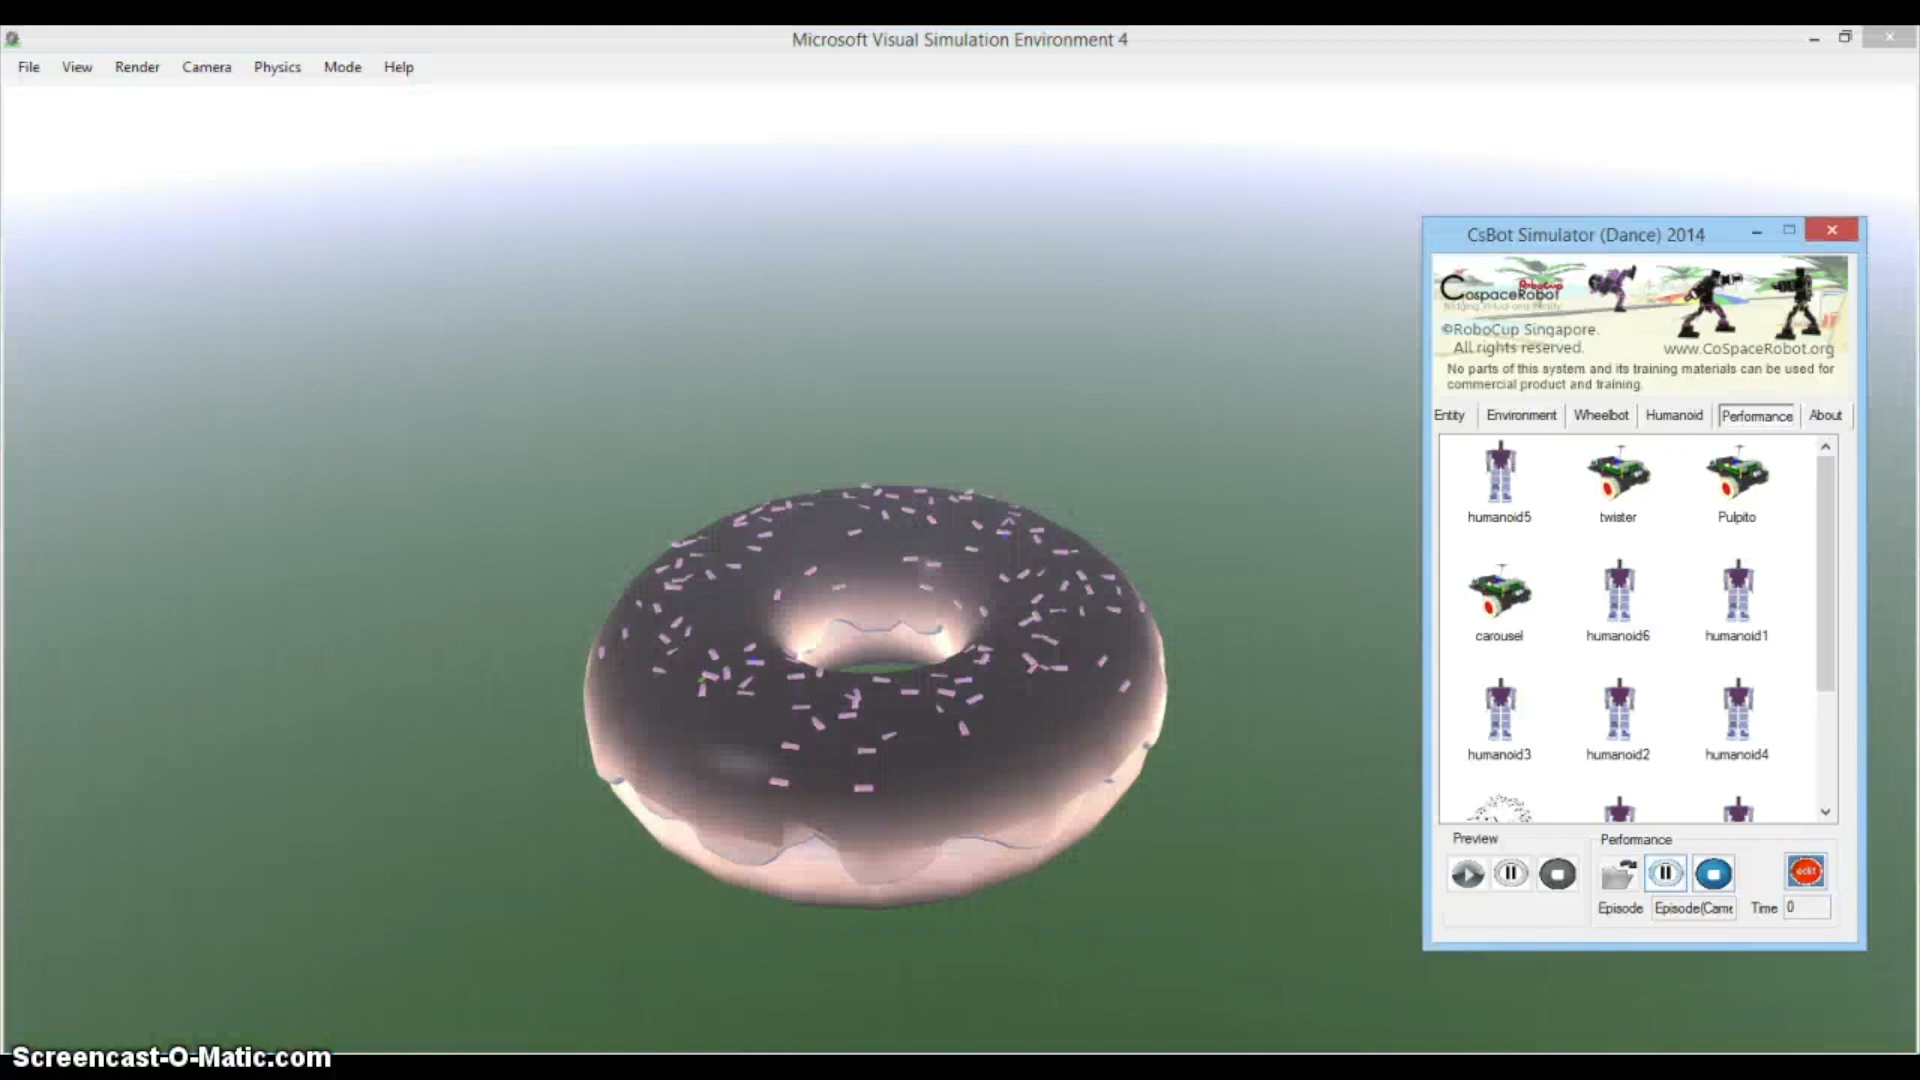 Microsoft Visual Simulation Environment 4
File View Render Camera Physics Mode Help
CsBot Simulator (Dance) 2014
RoboCup
CospaceRobot
©RoboCup Singapore.
All rights reserved.
www.CoSpaceRobot.org
No parts of this system and its training materials can be used for
commercial product and training.
Entity Environment Wheelbot Humanoid Performance About
humanoid5 twister Pulpito
carousel humanoid6 humanoid1
humanoid3 humanoid2 humanoid4
Preview Performance
edit
Episode Episode(Came Time 0
Screencast-O-Matic.com